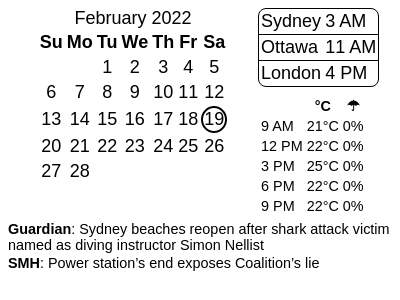 February 2022
Su Mo Tu We Th Fr Sa
1 2 3 4 5
6 7 8 9 10 11 12
13 14 15 16 17 18 19
20 21 22 23 24 25 26
27 28
Sydney 3 AM
Ottawa 11 AM
London 4 PM
°C ☂
9 AM 21°C 0%
12 PM 22°C 0%
3 PM 25°C 0%
6 PM 22°C 0%
9 PM 22°C 0%
Guardian: Sydney beaches reopen after shark attack victim
named as diving instructor Simon Nellist
SMH: Power station’s end exposes Coalition’s lie